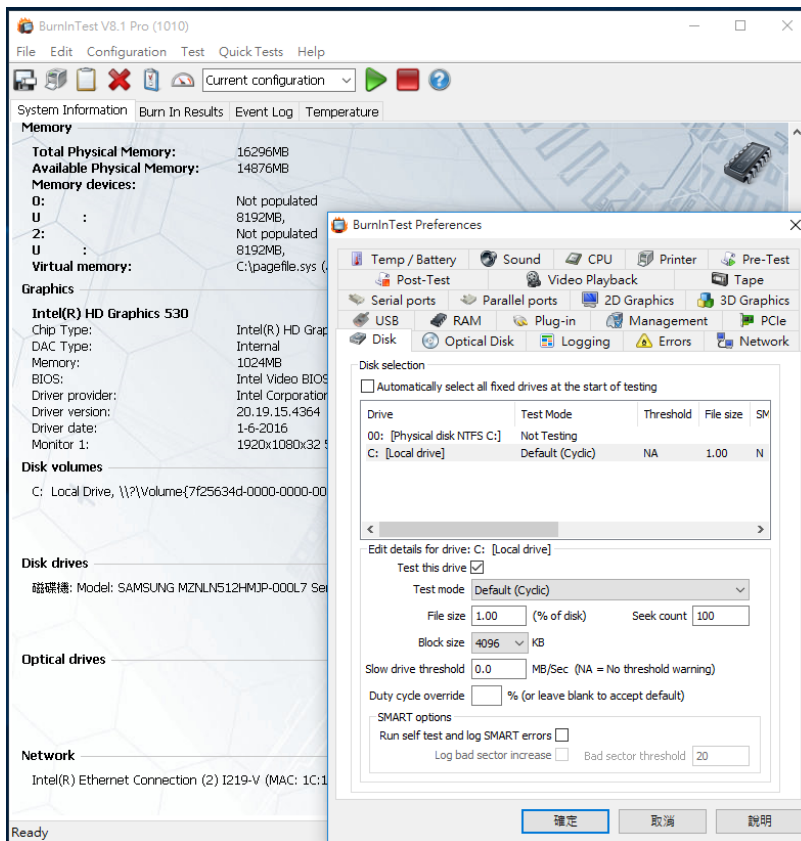 BurnInTest V8.1 Pro (1010)
File Edit Configuration Test Quick Tests Help
Current configuration
System Information Burn In Results Event Log Temperature
Memory
Total Physical Memory: 16296MB
Available Physical Memory: 14876MB
Memory devices:
0: Not populated
U : 8192MB,
2: Not populated
U : 8192MB,
Virtual memory: C:\pagefile.sys (.
Graphics
Intel(R) HD Graphics 530
Chip Type: Intel(R) HD Grap
DAC Type: Internal
Memory: 1024MB
BIOS: Intel Video BIOS
Driver provider: Intel Corporation
Driver version: 20.19.15.4364
Driver date: 1-6-2016
Monitor 1: 1920x1080x32
Disk volumes
C: Local Drive, \\?\Volume{7f25634d-0000-0000-00
Disk drives
磁碟機: Model: SAMSUNG MZNLN512HMJP-000L7 Ser
Optical drives
Network
Intel(R) Ethernet Connection (2) I219-V (MAC: 1C:1
Ready
BurnInTest Preferences
Temp / Battery Sound CPU Printer Pre-Test
Post-Test Video Playback Tape
Serial ports Parallel ports 2D Graphics 3D Graphics
USB RAM Plug-in Management PCIe
Disk Optical Disk Logging Errors Network
Disk selection
Automatically select all fixed drives at the start of testing
Drive Test Mode Threshold File size SM
00: [Physical disk NTFS C:] Not Testing
C: [Local drive] Default (Cyclic) NA 1.00 N
Edit details for drive: C: [Local drive]
Test this drive
Test mode Default (Cyclic)
File size 1.00 (% of disk) Seek count 100
Block size 4096 KB
Slow drive threshold 0.0 MB/Sec (NA = No threshold warning)
Duty cycle override % (or leave blank to accept default)
SMART options
Run self test and log SMART errors
Log bad sector increase Bad sector threshold 20
確定 取消 說明